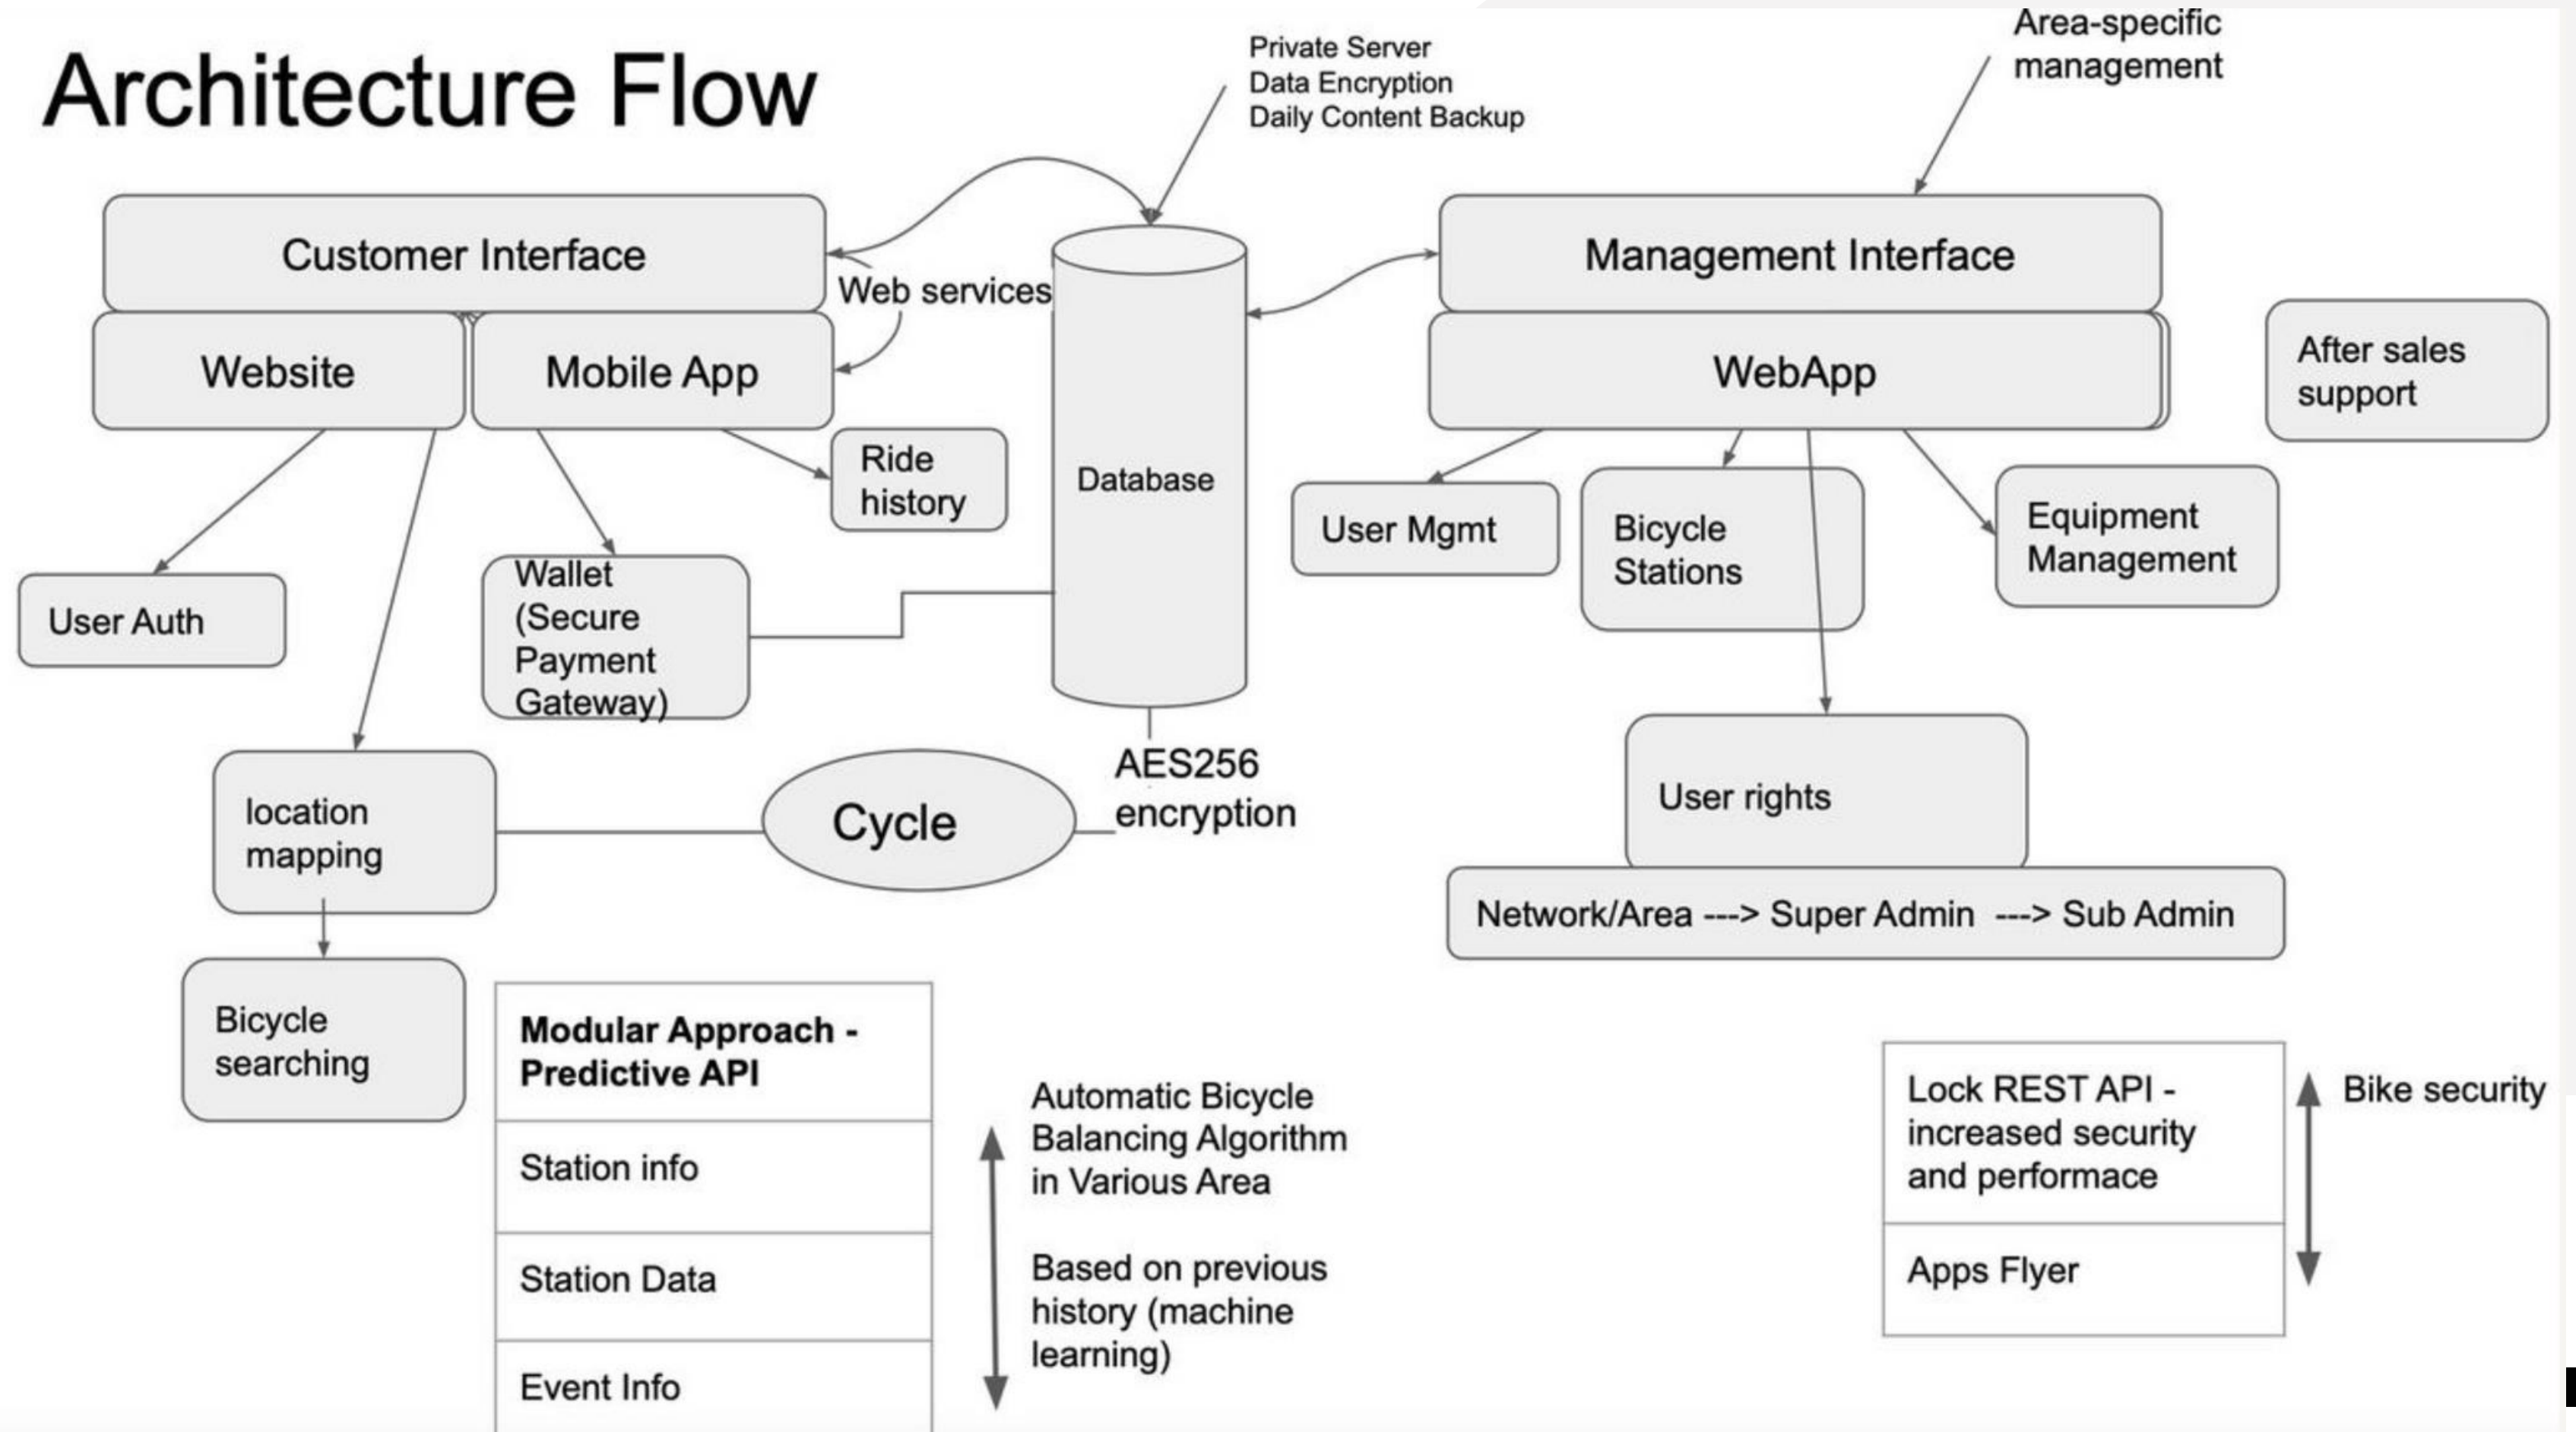 Architecture Flow
Private Server
Data Encryption
Daily Content Backup
Area-specific
management
Customer Interface
Web services
Website
Mobile App
Ride
history
User Auth
Wallet
(Secure
Payment
Gateway)
Database
AES256
encryption
location
mapping
Cycle
Bicycle
searching
Management Interface
WebApp
After sales
support
User Mgmt
Bicycle
Stations
Equipment
Management
User rights
Network/Area ---> Super Admin ---> Sub Admin
Modular Approach -
Predictive API
Station info
Station Data
Event Info
Automatic Bicycle
Balancing Algorithm
in Various Area
Based on previous
history (machine
learning)
Lock REST API -
increased security
and performace
Apps Flyer
Bike security